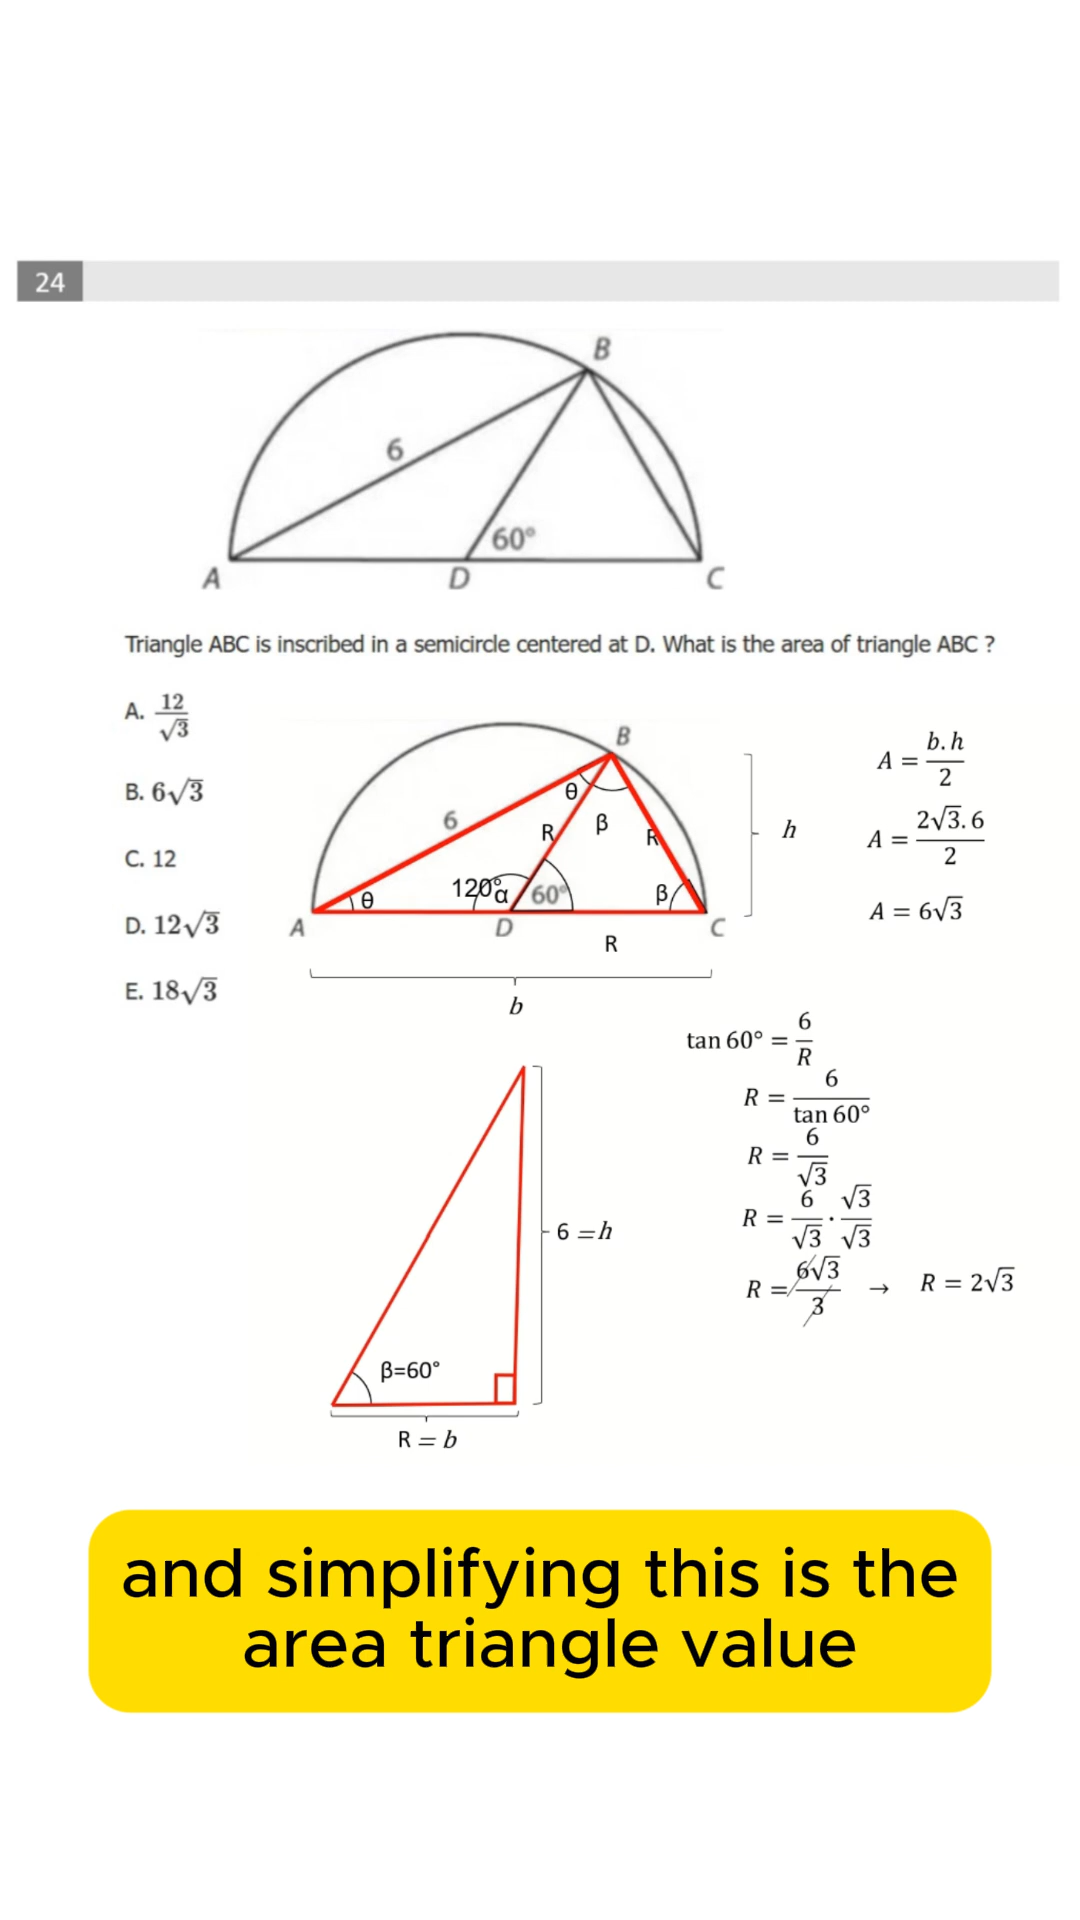 24
B
6
60°
A
D
C
Triangle ABC is inscribed in a semicircle centered at D. What is the area of triangle ABC ?
A. 12/√3
B. 6√3
C. 12
D. 12√3
E. 18√3
B
θ
6
R
β
R
h
θ
120°
α
60°
β
A
D
C
R
b
A = b.h/2
A = 2√3.6/2
A = 6√3
tan 60° = 6/R
R = 6/tan 60°
R = 6/√3
R = 6/√3 · √3/√3
R = 6√3/3 → R = 2√3
6 = h
β=60°
R = b
and simplifying this is the
area triangle value